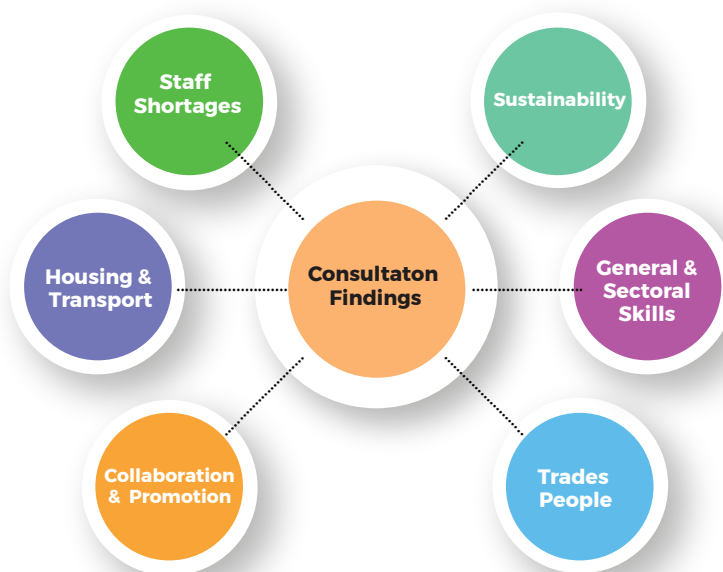 Staff
Shortages
Sustainability
Housing &
Transport
Consultaton
Findings
General &
Sectoral
Skills
Collaboration
& Promotion
Trades
People